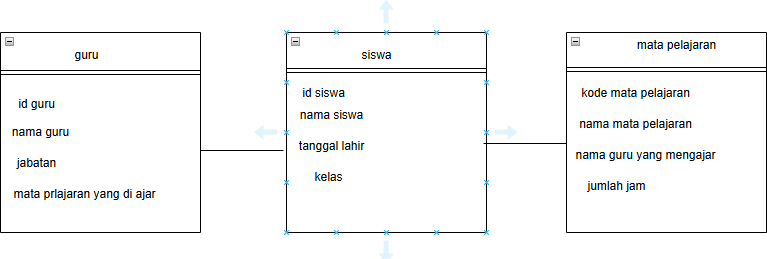 guru
id guru
nama guru
jabatan
mata prlajaran yang di ajar
siswa
id siswa
nama siswa
tanggal lahir
kelas
mata pelajaran
kode mata pelajaran
nama mata pelajaran
nama guru yang mengajar
jumlah jam